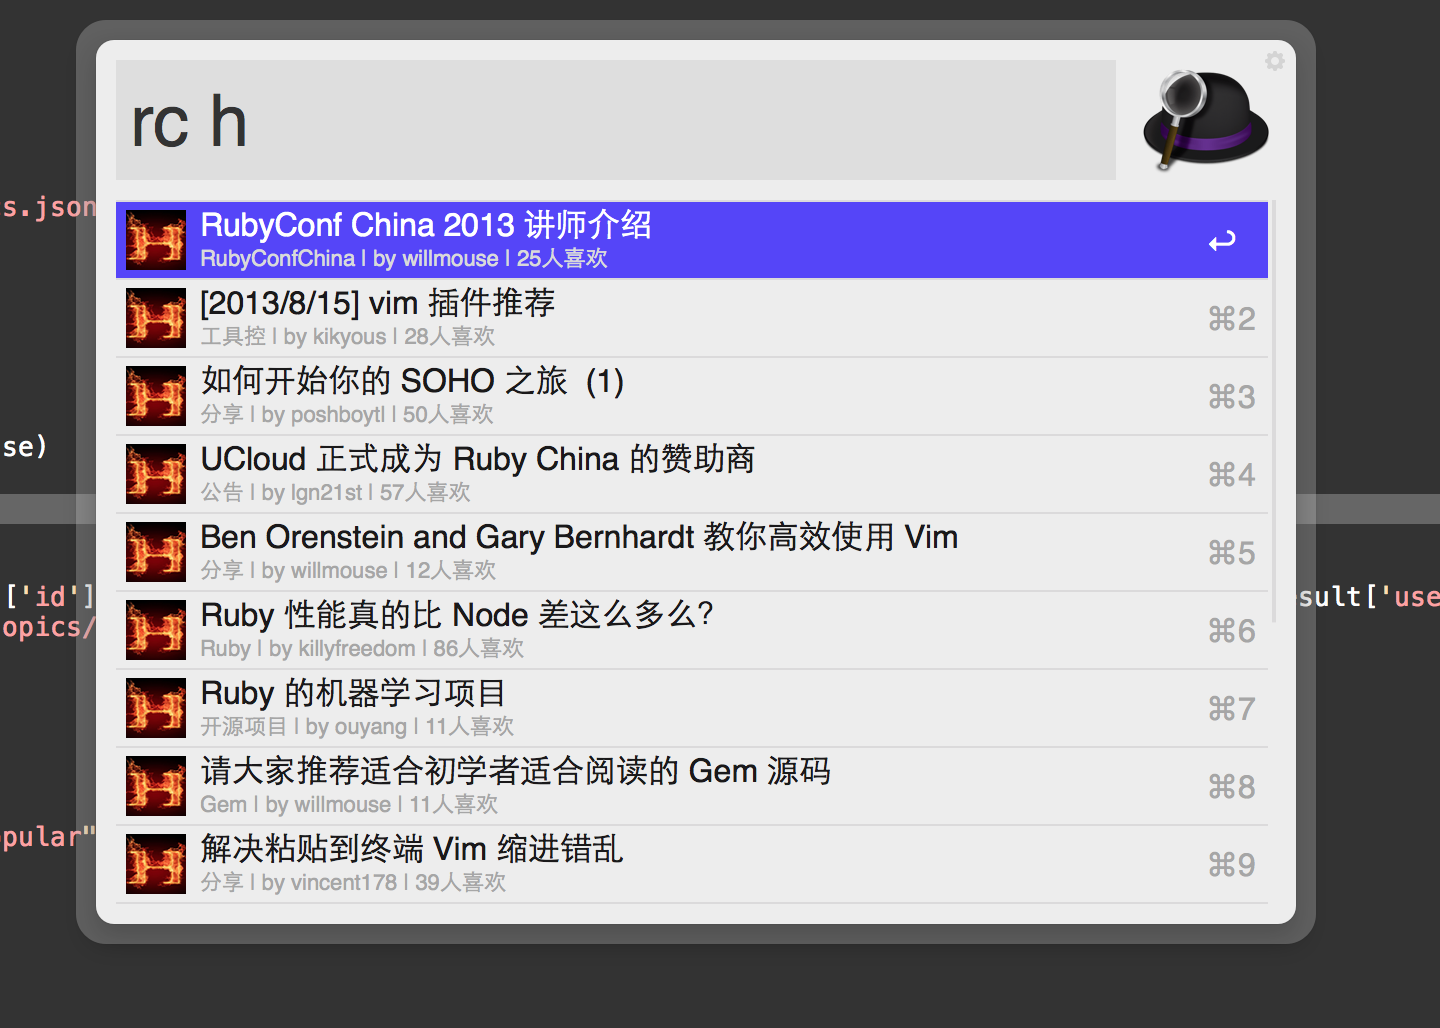 rc h
s.json
RubyConf China 2013 讲师介绍
RubyConfChina | by willmouse | 25人喜欢
[2013/8/15] vim 插件推荐
工具控 | by kikyous | 28人喜欢
⌘2
如何开始你的 SOHO 之旅 (1)
分享 | by poshboytl | 50人喜欢
⌘3
se)
UCloud 正式成为 Ruby China 的赞助商
公告 | by lgn21st | 57人喜欢
⌘4
Ben Orenstein and Gary Bernhardt 教你高效使用 Vim
分享 | by willmouse | 12人喜欢
⌘5
['id']
sult['use
opics/
Ruby 性能真的比 Node 差这么多么?
Ruby | by killyfreedom | 86人喜欢
⌘6
Ruby 的机器学习项目
开源项目 | by ouyang | 11人喜欢
⌘7
请大家推荐适合初学者适合阅读的 Gem 源码
Gem | by willmouse | 11人喜欢
⌘8
pular"
解决粘贴到终端 Vim 缩进错乱
分享 | by vincent178 | 39人喜欢
⌘9